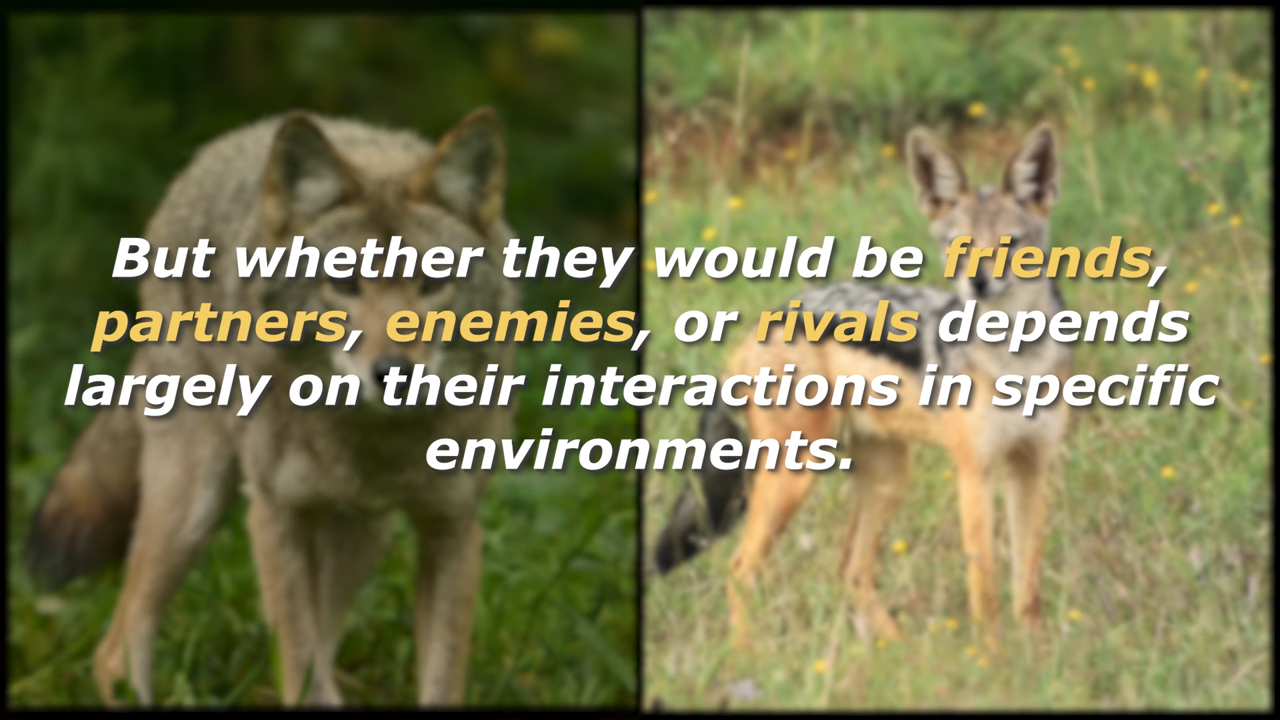 But whether they would be friends,
partners, enemies, or rivals depends
largely on their interactions in specific
environments.